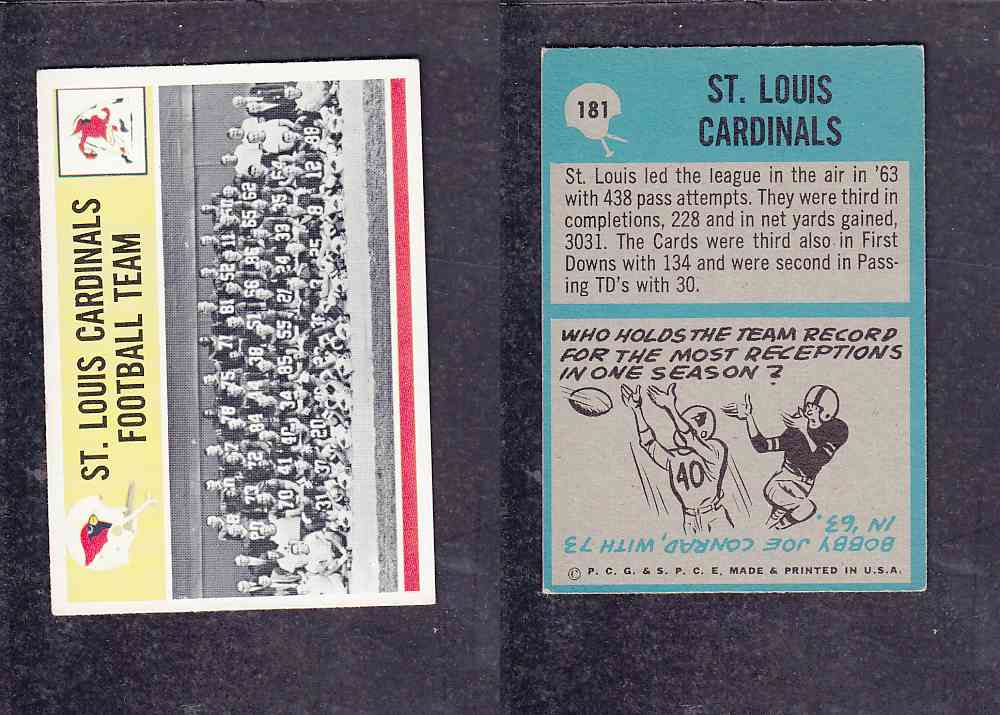 ST. LOUIS CARDINALS
FOOTBALL TEAM
181
ST. LOUIS
CARDINALS
St. Louis led the league in the air in '63
with 438 pass attempts. They were third in
completions, 228 and in net yards gained,
3031. The Cards were third also in First
Downs with 134 and were second in Pass-
ing TD's with 30.
WHO HOLDS THE TEAM RECORD
FOR THE MOST RECEPTIONS
IN ONE SEASON?
40
BOBBY JOE CONRAD, WITH 73
IN '63.
© P. C. G. & S. P. C. E. MADE & PRINTED IN U.S.A.